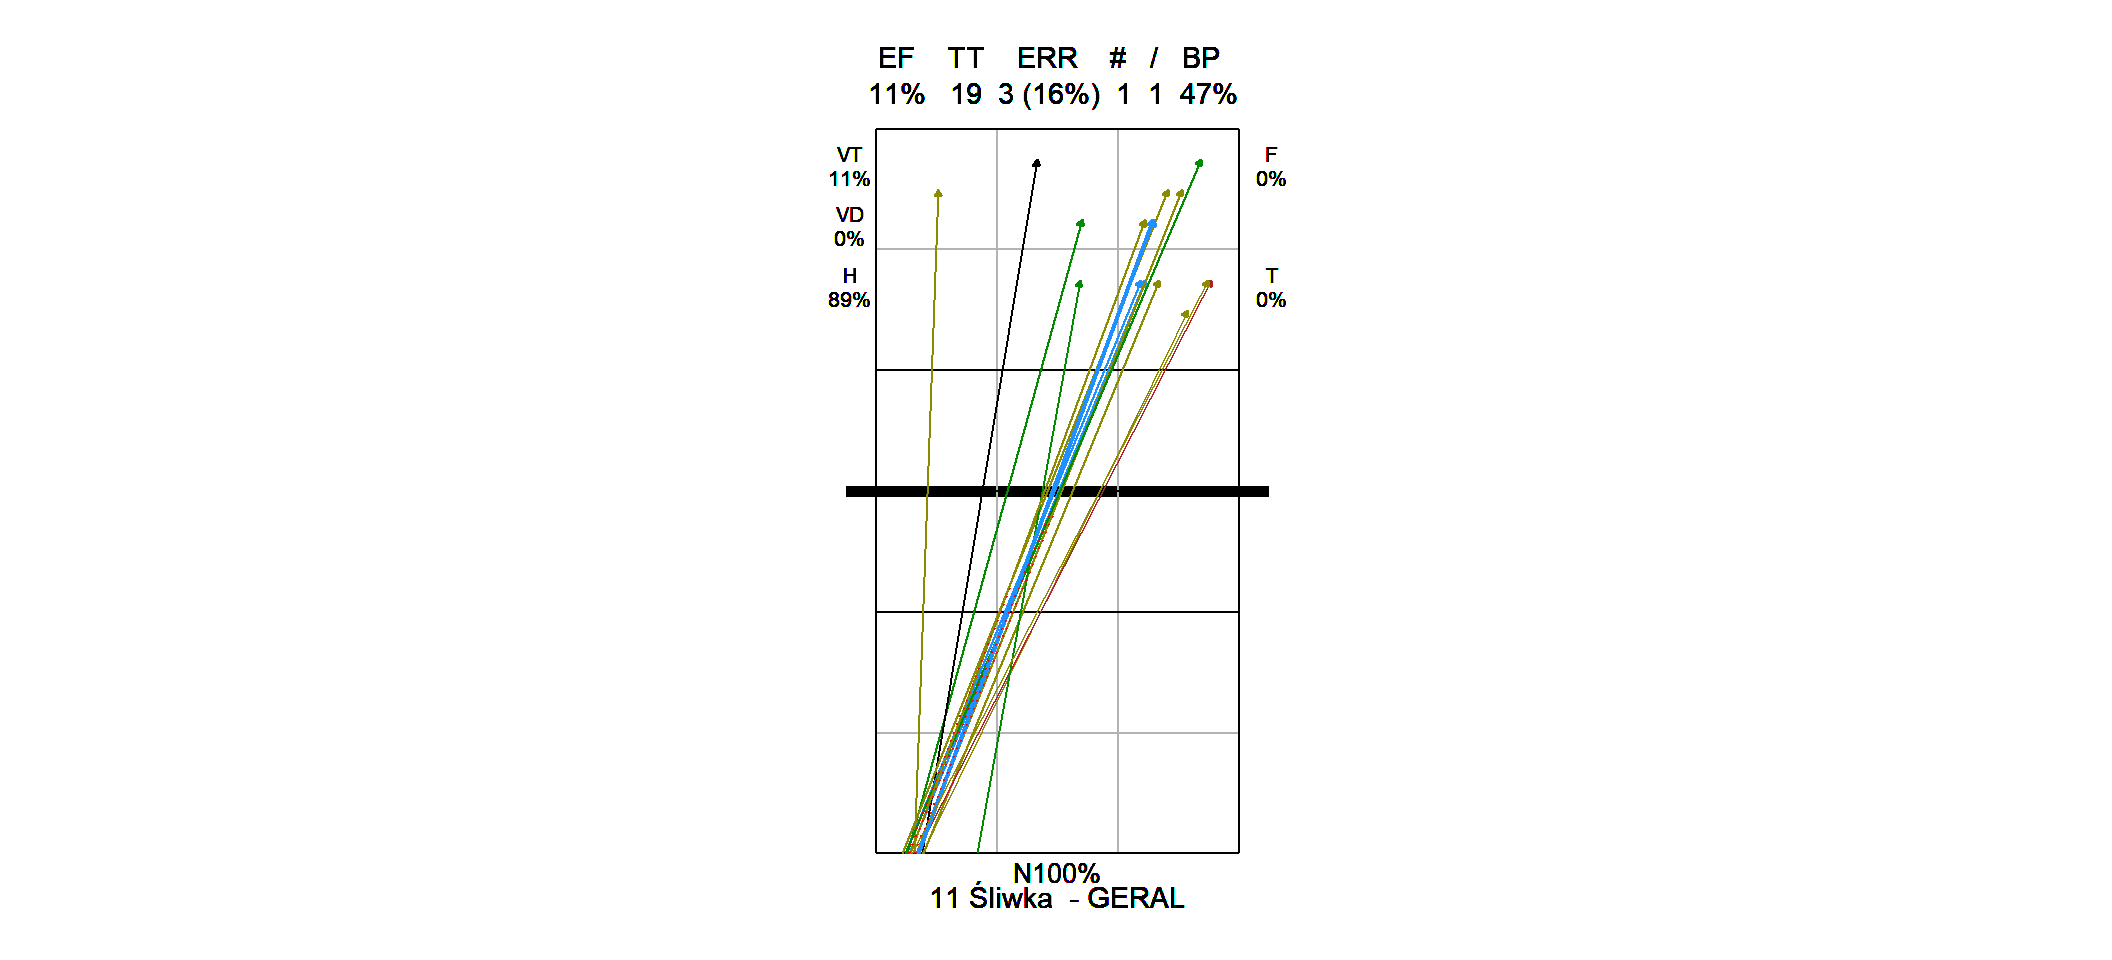 EF TT ERR # / BP
11% 19 3 (16%) 1 1 47%
VT
11%
VD
0%
H
89%
F
0%
T
0%
N100%
11 Śliwka - GERAL